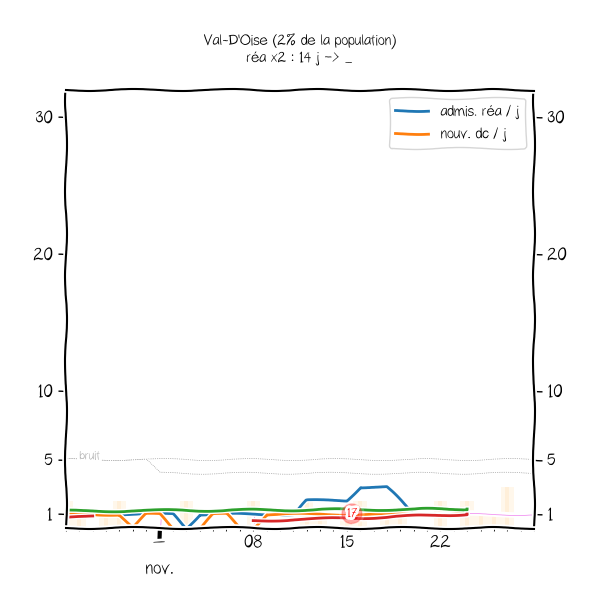 Val-D'Oise (2% de la population)
réa x2 : 14 j -> _
admis. réa / j
nouv. dc / j
30
30
20
20
10
10
bruit
5
5
17
1
1
1
08
15
22
nov.